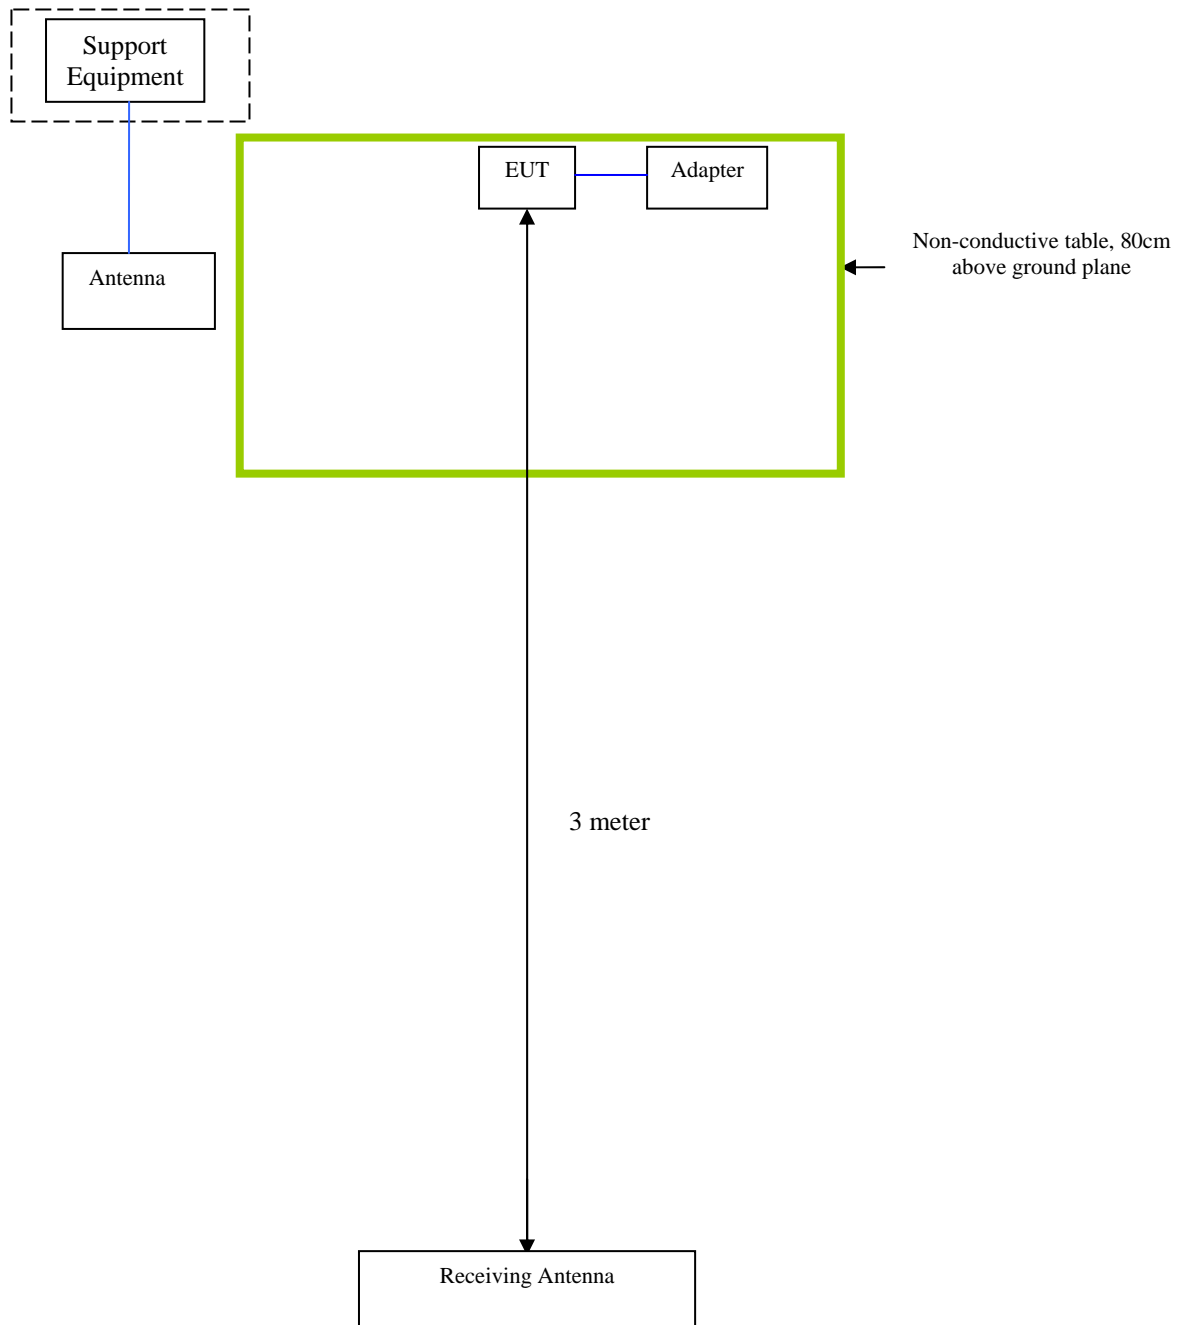 Support
Equipment
EUT
Adapter
Antenna
Non-conductive table, 80cm
above ground plane
3 meter
Receiving Antenna